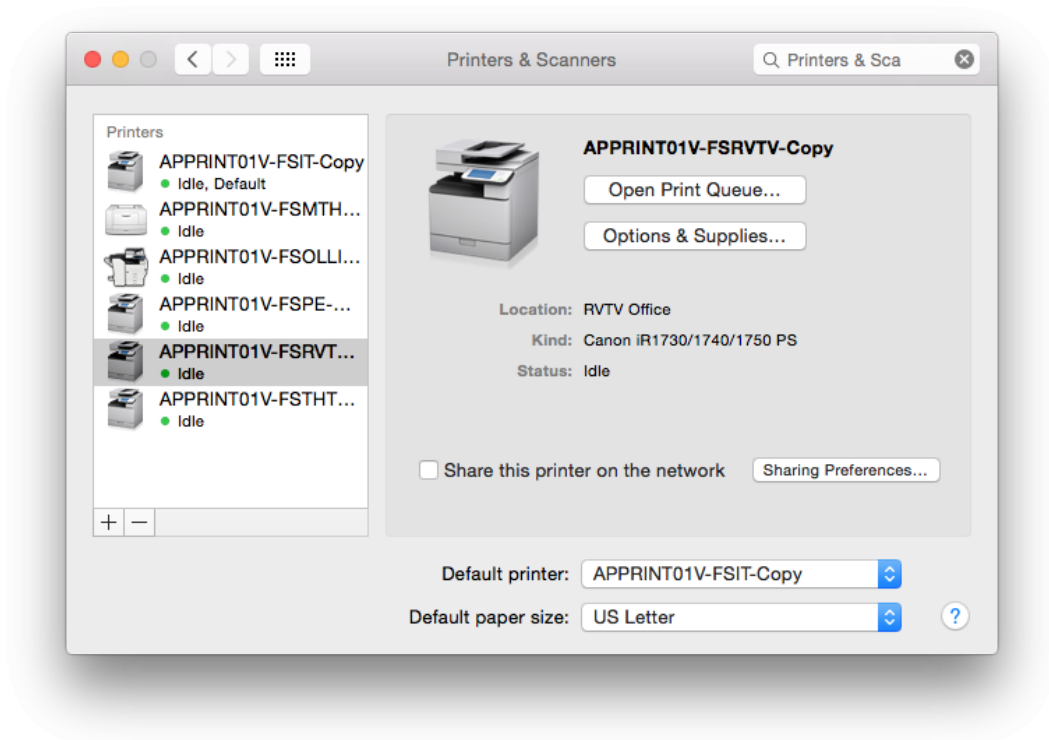 Printers & Scanners
Printers & Sca
Printers
APPRINT01V-FSIT-Copy
Idle, Default
APPRINT01V-FSMTH...
Idle
APPRINT01V-FSOLLI...
Idle
APPRINT01V-FSPE-...
Idle
APPRINT01V-FSRVT...
Idle
APPRINT01V-FSTHT...
Idle
APPRINT01V-FSRVTV-Copy
Open Print Queue...
Options & Supplies...
Location: RVTV Office
Kind: Canon iR1730/1740/1750 PS
Status: Idle
Share this printer on the network
Sharing Preferences...
Default printer: APPRINT01V-FSIT-Copy
Default paper size: US Letter
?